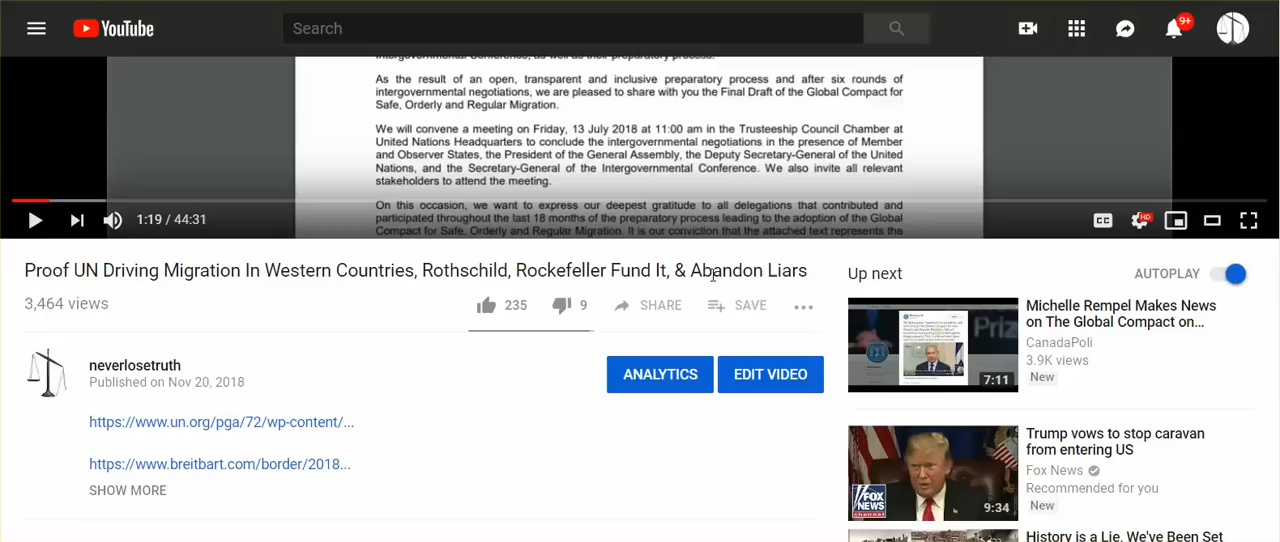 YouTube
Search
9+
Intergovernmental Conference, as well as their preparatory process.
As the result of an open, transparent and inclusive preparatory process and after six rounds of
intergovernmental negotiations, we are pleased to share with you the Final Draft of the Global Compact for
Safe, Orderly and Regular Migration.
We will convene a meeting on Friday, 13 July 2018 at 11:00 am in the Trusteeship Council Chamber at
United Nations Headquarters to conclude the intergovernmental negotiations in the presence of Member
and Observer States, the President of the General Assembly, the Deputy Secretary-General of the United
Nations, and the Secretary-General of the Intergovernmental Conference. We also invite all relevant
stakeholders to attend the meeting.
On this occasion, we want to express our deepest gratitude to all delegations that contributed and
participated throughout the last 18 months of the preparatory process leading to the adoption of the Global
Compact for Safe, Orderly and Regular Migration. It is our conviction that the attached text represents the
1:19 / 44:31
CC
HD
Proof UN Driving Migration In Western Countries, Rothschild, Rockefeller Fund It, & Abandon Liars
3,464 views
235
9
SHARE
SAVE
neverlosetruth
Published on Nov 20, 2018
ANALYTICS
EDIT VIDEO
https://www.un.org/pga/72/wp-content/...
https://www.breitbart.com/border/2018...
SHOW MORE
Up next
AUTOPLAY
Priz
7:11
Michelle Rempel Makes News
on The Global Compact on...
CanadaPoli
3.9K views
New
FOX
NEWS
channel
9:34
Trump vows to stop caravan
from entering US
Fox News
Recommended for you
New
History is a Lie, We've Been Set